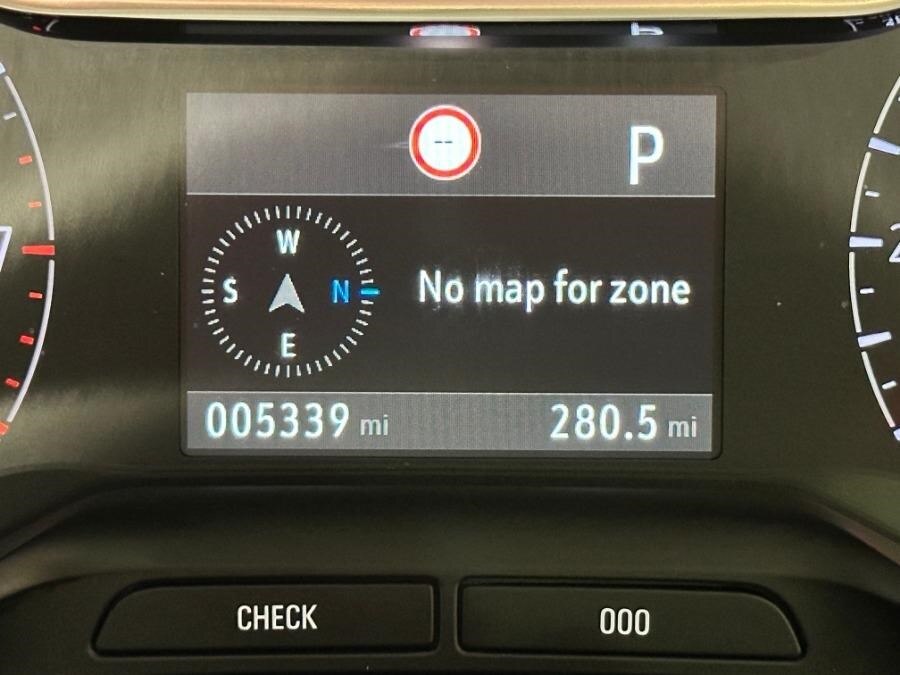 --
P
W
S N
E
No map for zone
005339 mi 280.5 mi
CHECK 000